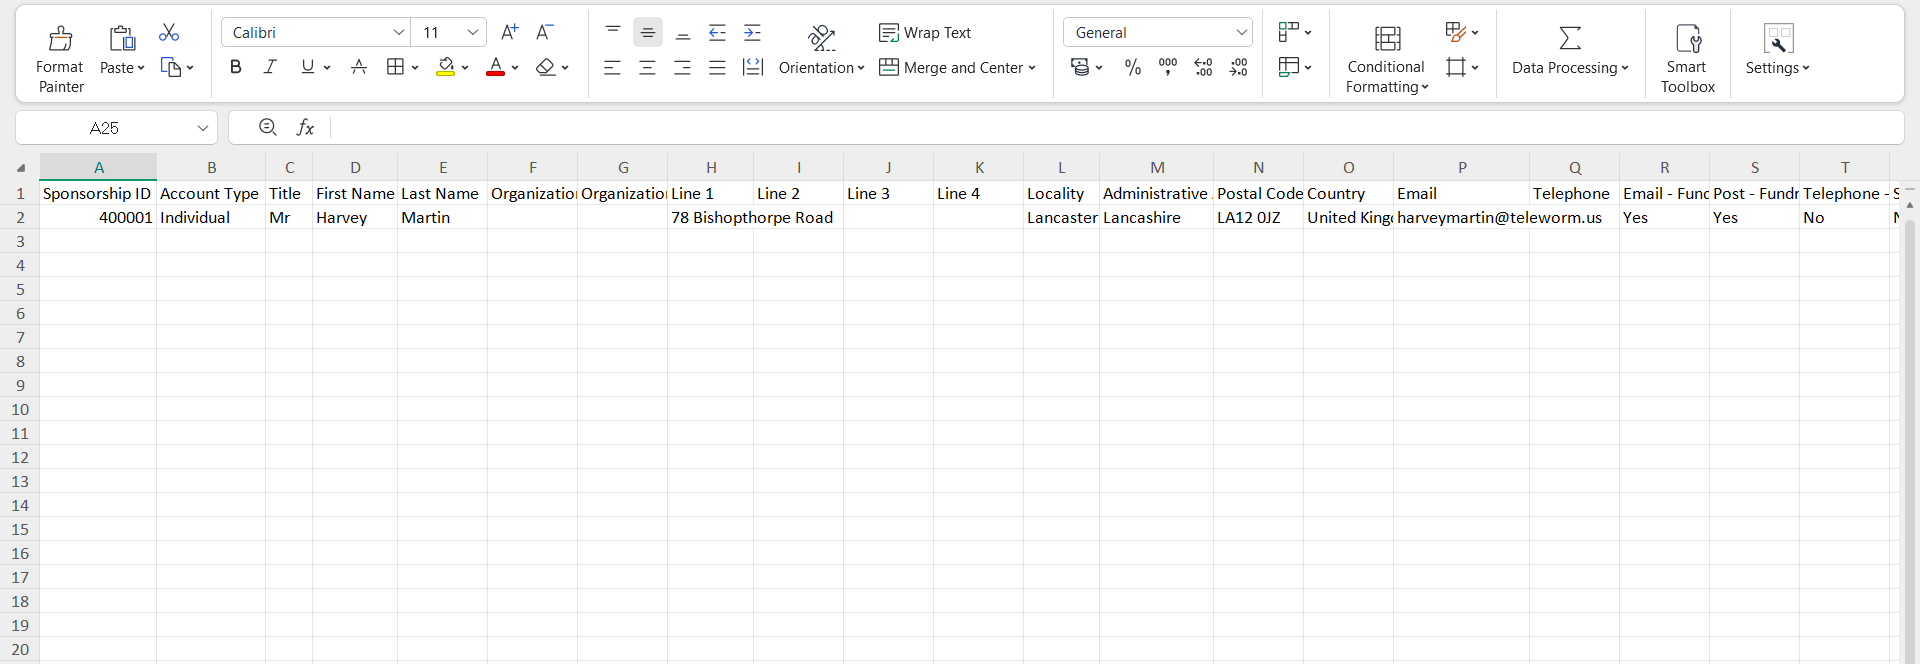 Format Painter
Paste
Calibri 11
Wrap Text
Orientation
Merge and Center
General
Conditional Formatting
Data Processing
Smart Toolbox
Settings
A25 fx
A B C D E F G H I J K L M N O P Q R S T
1 Sponsorship ID Account Type Title First Name Last Name Organization Organization Line 1 Line 2 Line 3 Line 4 Locality Administrative Postal Code Country Email Telephone Email - Fund Post - Fundr Telephone - S
2 400001 Individual Mr Harvey Martin 78 Bishopthorpe Road Lancaster Lancashire LA12 0JZ United King harveymartin@teleworm.us Yes Yes No N
3
4
5
6
7
8
9
10
11
12
13
14
15
16
17
18
19
20